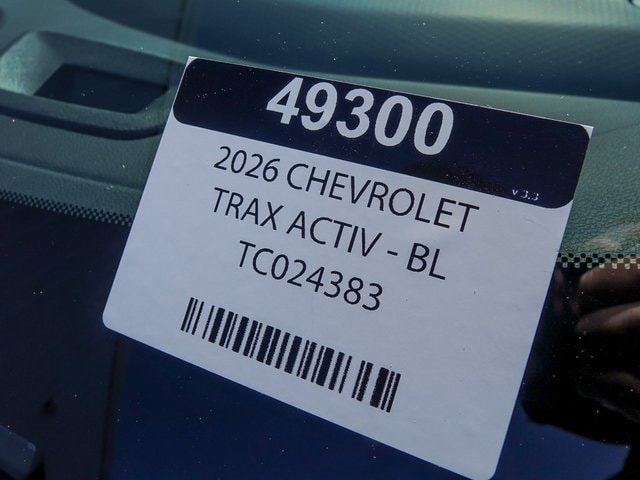 49300
v 3.3
2026 CHEVROLET
TRAX ACTIV - BL
TC024383